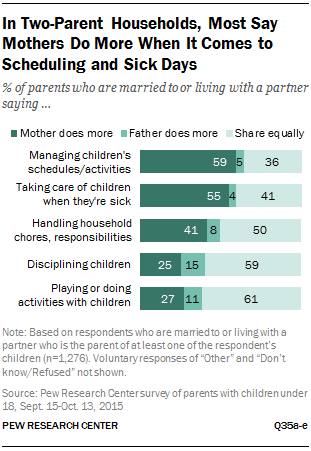 In Two-Parent Households, Most Say
Mothers Do More When It Comes to
Scheduling and Sick Days
% of parents who are married to or living with a partner
saying ...
Mother does more Father does more Share equally
Managing children's
schedules/activities
59 5 36
Taking care of children
when they're sick
55 4 41
Handling household
chores, responsibilities
41 8 50
Disciplining children
25 15 59
Playing or doing
activities with children
27 11 61
Note: Based on respondents who are married to or living with a
partner who is the parent of at least one of the respondent's
children (n=1,276). Voluntary responses of "Other" and "Don't
know/Refused" not shown.
Source: Pew Research Center survey of parents with children under
18, Sept. 15-Oct. 13, 2015
PEW RESEARCH CENTER Q35a-e